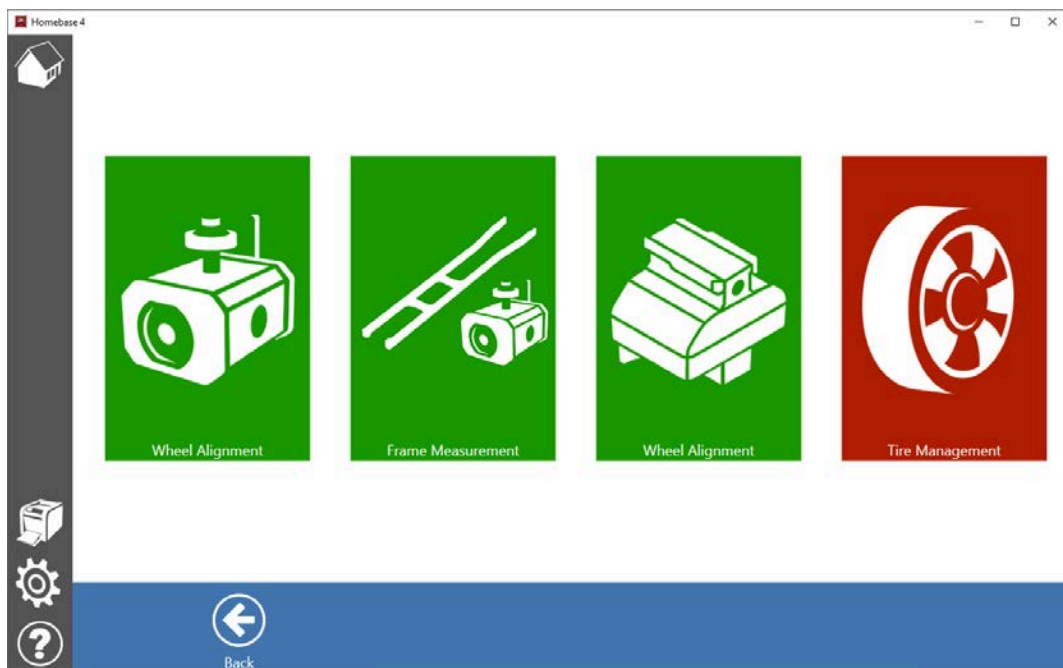 Homebase 4
Wheel Alignment
Frame Measurement
Wheel Alignment
Tire Management
Back